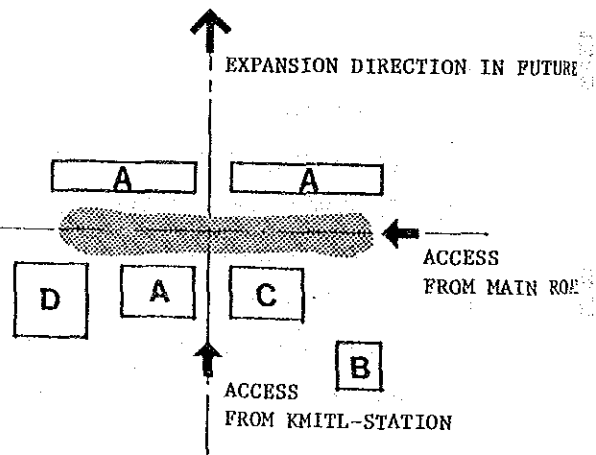 EXPANSION DIRECTION IN FUTURE
A A
ACCESS
FROM MAIN
D A C
B
ACCESS
FROM KMITL-STATION